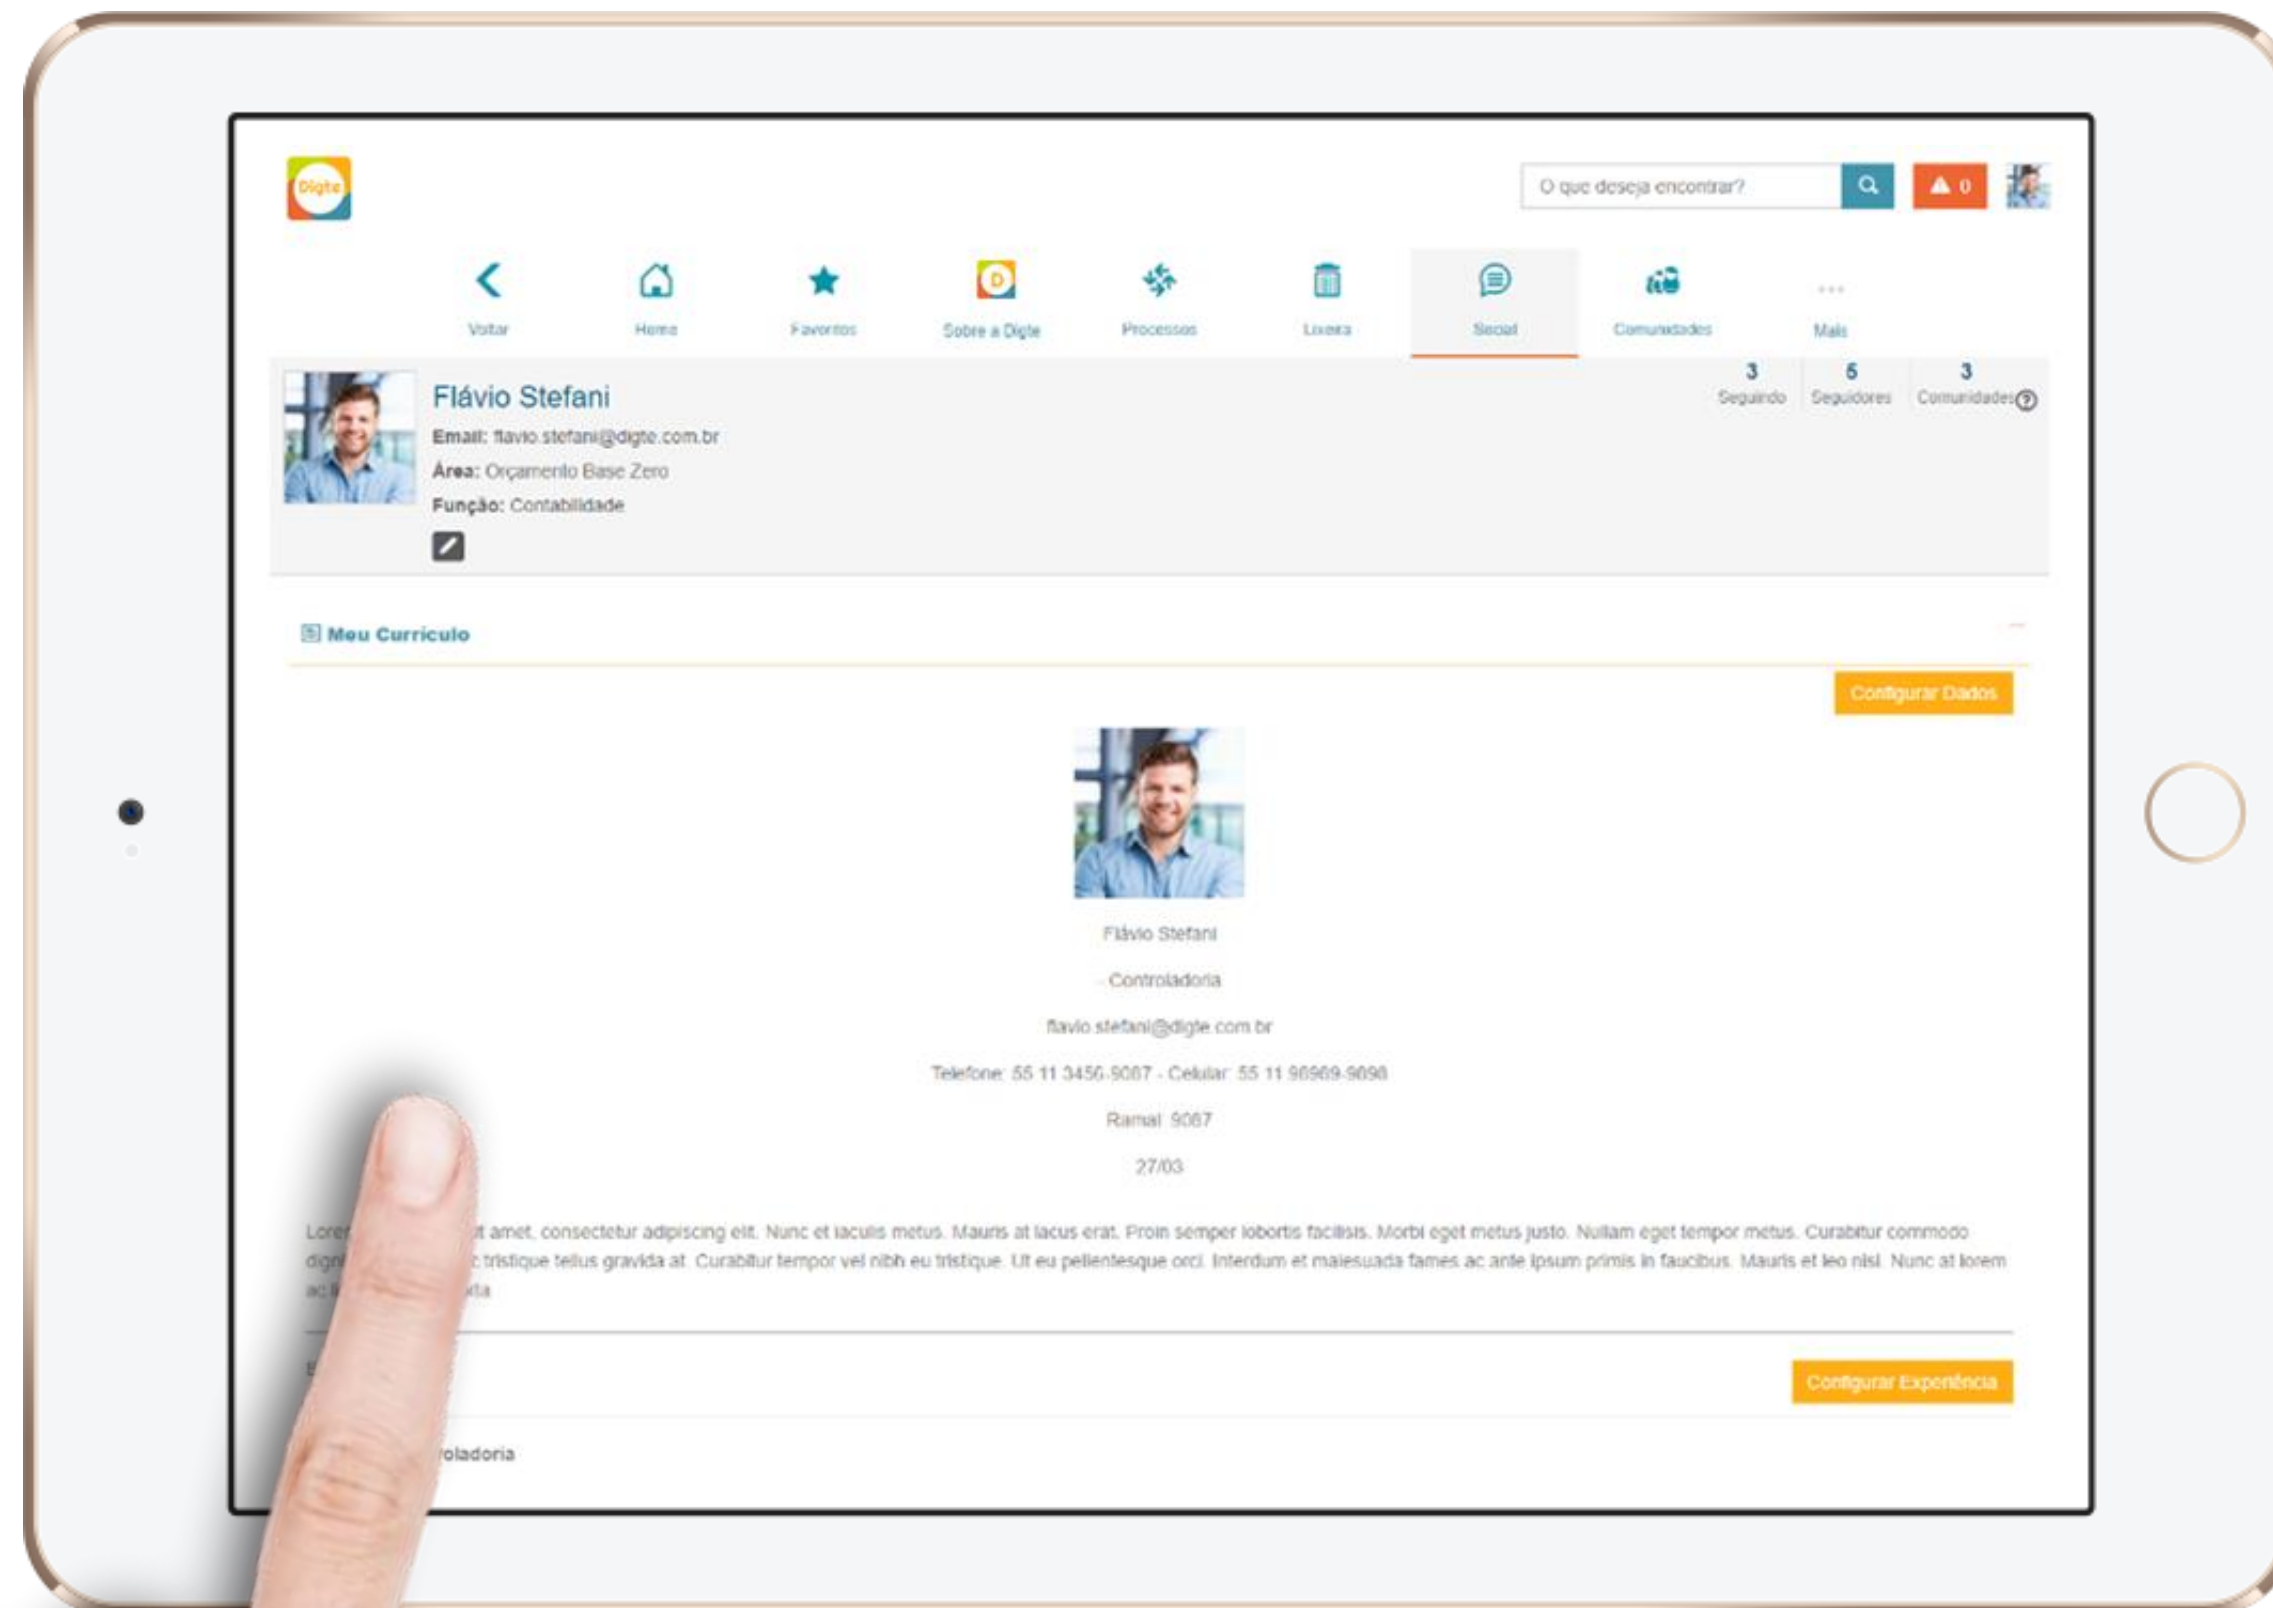 Digte
O que deseja encontrar?
0
Voltar
Home
Favoritos
D
Sobre a Digte
Processos
Lixeira
Social
Comunidades
Mais
Flávio Stefani
Email: flavio.stefani@digte.com.br
Área: Orçamento Base Zero
Função: Contabilidade
3 5 3
Seguindo Seguidores Comunidades
Meu Currículo
Configurar Dados
Flávio Stefani
- Controladoria
flavio.stefani@digte.com.br
Telefone: 55 11 3456-9087 - Celular: 55 11
Ramal: 9087
27/03
amet, consectetur adipiscing elit. Nunc et iaculis metus. Mauris at lacus erat. Proin semper lobortis facilisis. Morbi eget metus justo. Nullam eget tempor metus. Curabitur commodo
tristique tellus gravida at. Curabitur tempor vel nibh eu tristique. Ut eu pellentesque orci. Interdum et malesuada fames ac ante ipsum primis in faucibus. Mauris et leo nisl. Nunc at lorem
ac
Configurar Experiência
roladoria